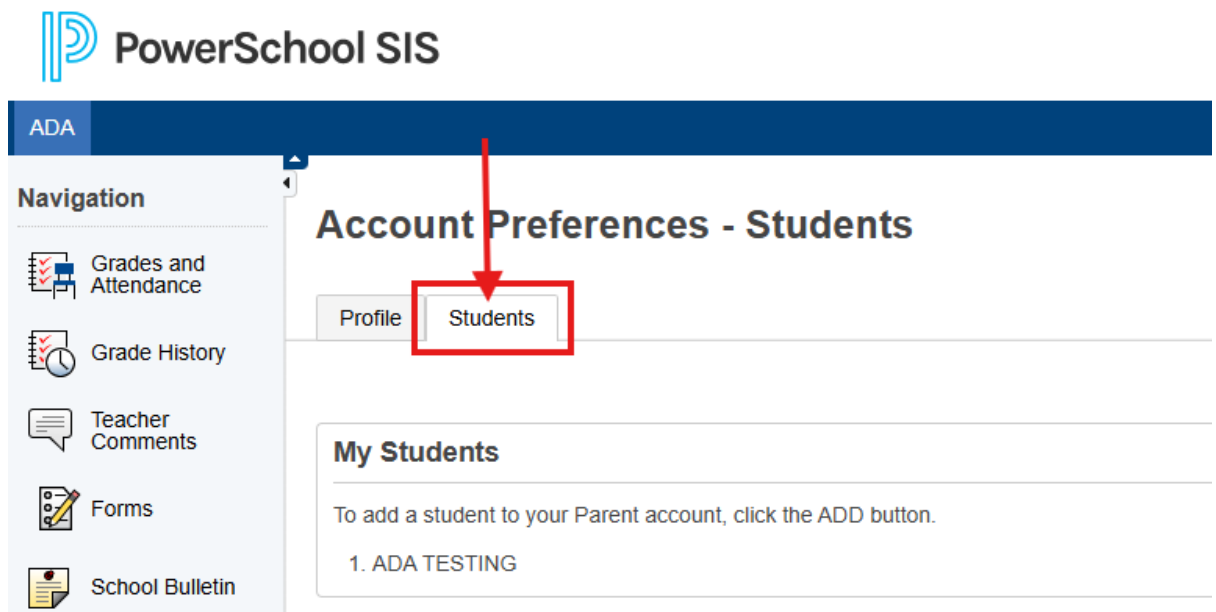 PowerSchool SIS
ADA
Navigation
Account Preferences - Students
Grades and
Attendance
Profile
Students
Grade History
Teacher
Comments
My Students
Forms
To add a student to your Parent account, click the ADD button.
1. ADA TESTING
School Bulletin